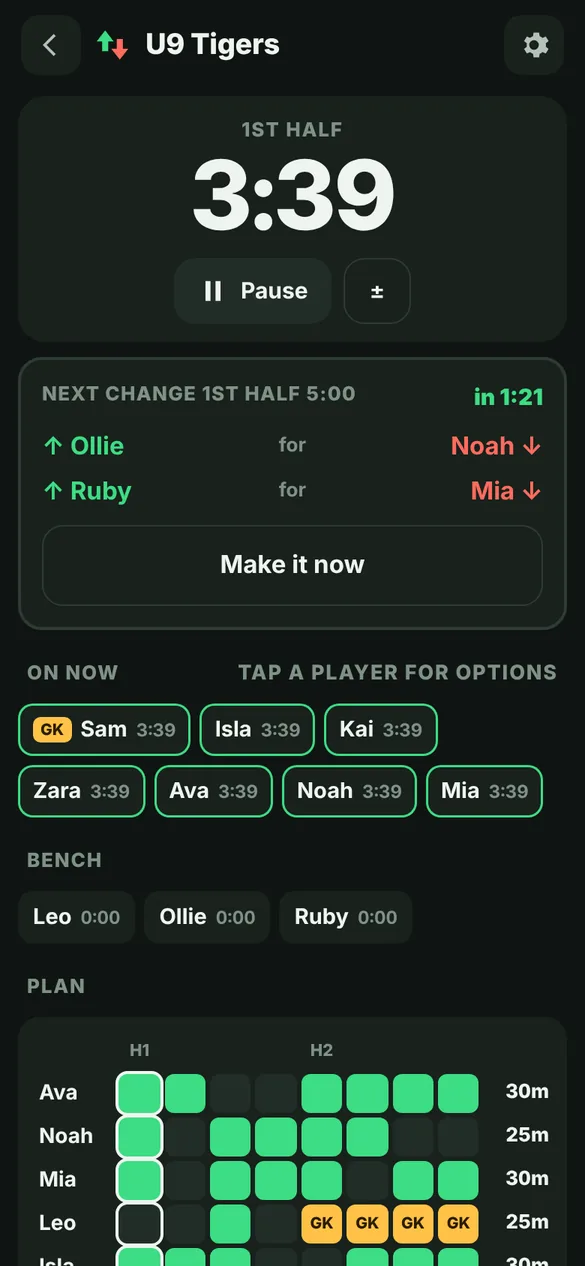 U9 Tigers
1ST HALF
3:39
Pause ±
NEXT CHANGE 1ST HALF 5:00 in 1:21
↑ Ollie for Noah ↓
↑ Ruby for Mia ↓
Make it now
ON NOW TAP A PLAYER FOR OPTIONS
GK Sam 3:39 Isla 3:39 Kai 3:39
Zara 3:39 Ava 3:39 Noah 3:39 Mia 3:39
BENCH
Leo 0:00 Ollie 0:00 Ruby 0:00
PLAN
H1 H2
Ava 30m
Noah 25m
Mia 30m
Leo GK GK GK GK 25m
Isla 30m